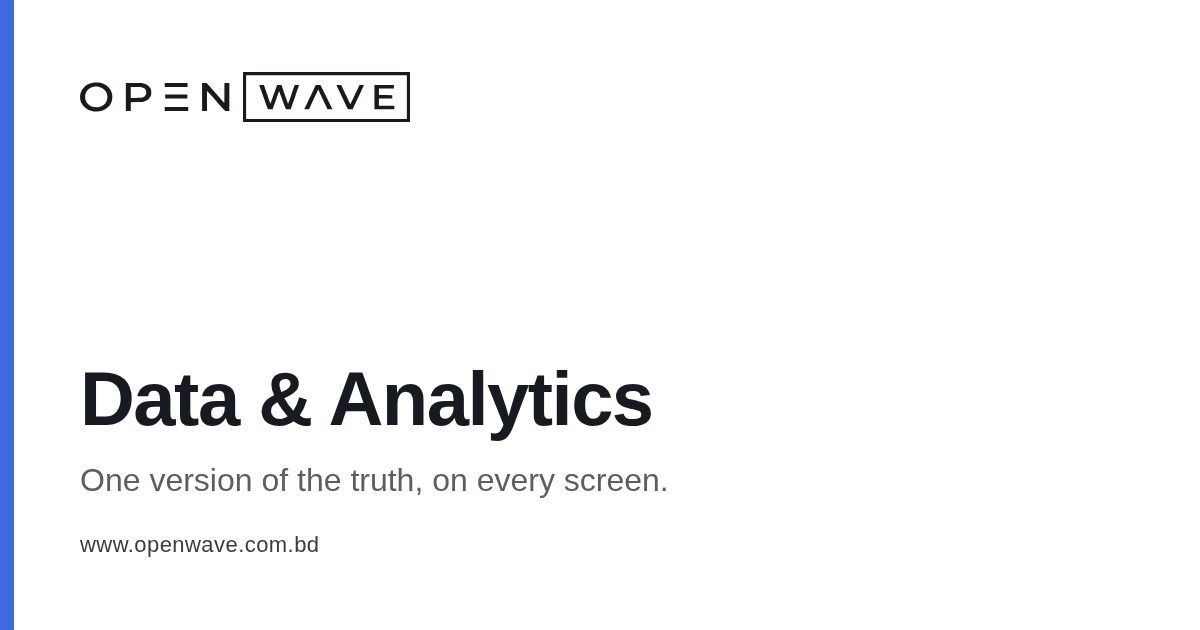 OPEN WAVE
Data & Analytics
One version of the truth, on every screen.
www.openwave.com.bd